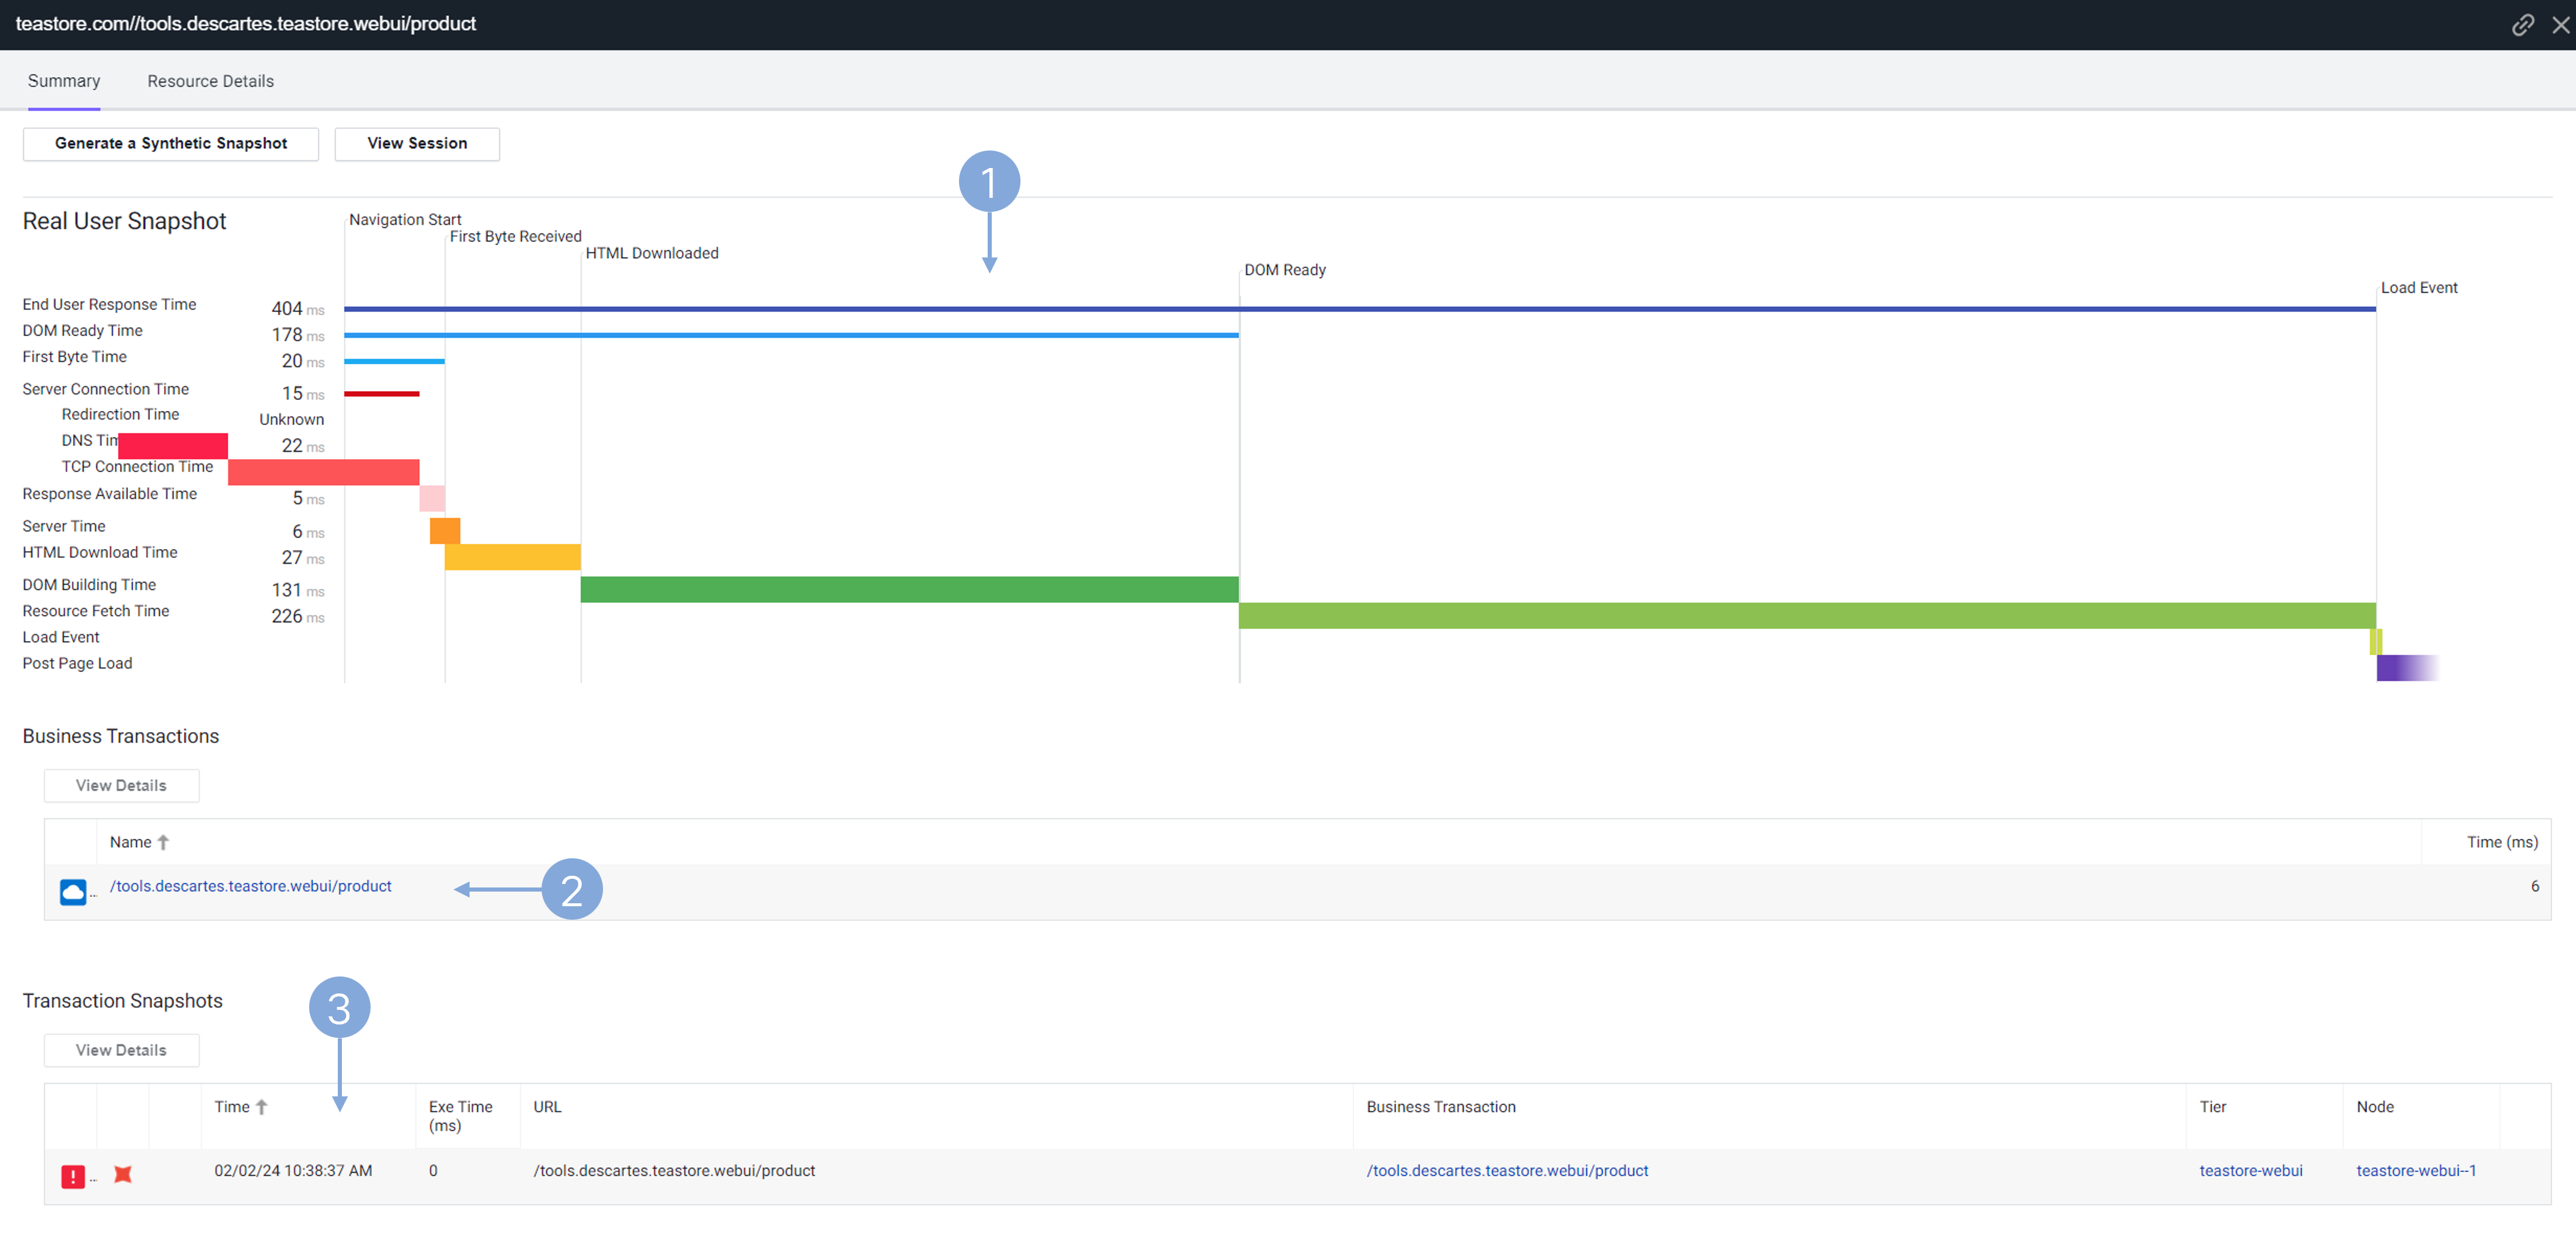 teastore.com//tools.descartes.teastore.webui/product
Summary Resource Details
Generate a Synthetic Snapshot View Session
1
Real User Snapshot
Navigation Start
First Byte Received
HTML Downloaded
DOM Ready
Load Event
End User Response Time 404 ms
DOM Ready Time 178 ms
First Byte Time 20 ms
Server Connection Time 15 ms
Redirection Time Unknown
DNS Tim 22 ms
TCP Connection Time
Response Available Time 5 ms
Server Time 6 ms
HTML Download Time 27 ms
DOM Building Time 131 ms
Resource Fetch Time 226 ms
Load Event
Post Page Load
Business Transactions
View Details
Name Time (ms)
... /tools.descartes.teastore.webui/product 6
2
Transaction Snapshots
3
View Details
Time Exe Time (ms) URL Business Transaction Tier Node
! ... 02/02/24 10:38:37 AM 0 /tools.descartes.teastore.webui/product /tools.descartes.teastore.webui/product teastore-webui teastore-webui--1